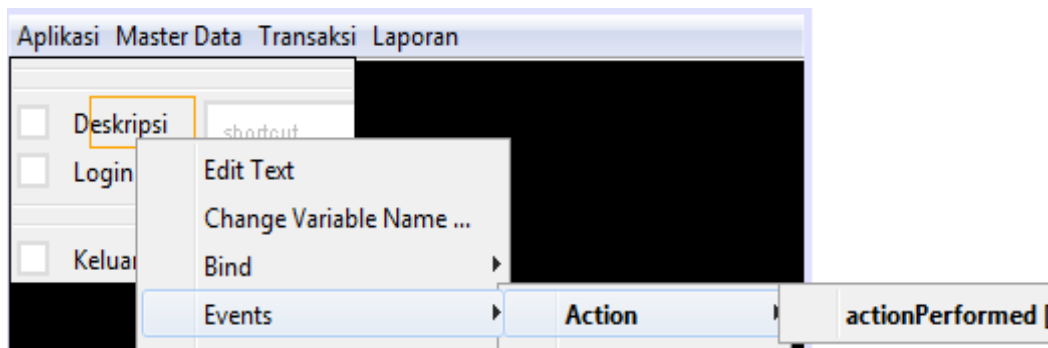 Aplikasi Master Data Transaksi Laporan
Deskripsi shortcut
Login Edit Text
Change Variable Name ...
Keluar Bind
Events Action actionPerformed [